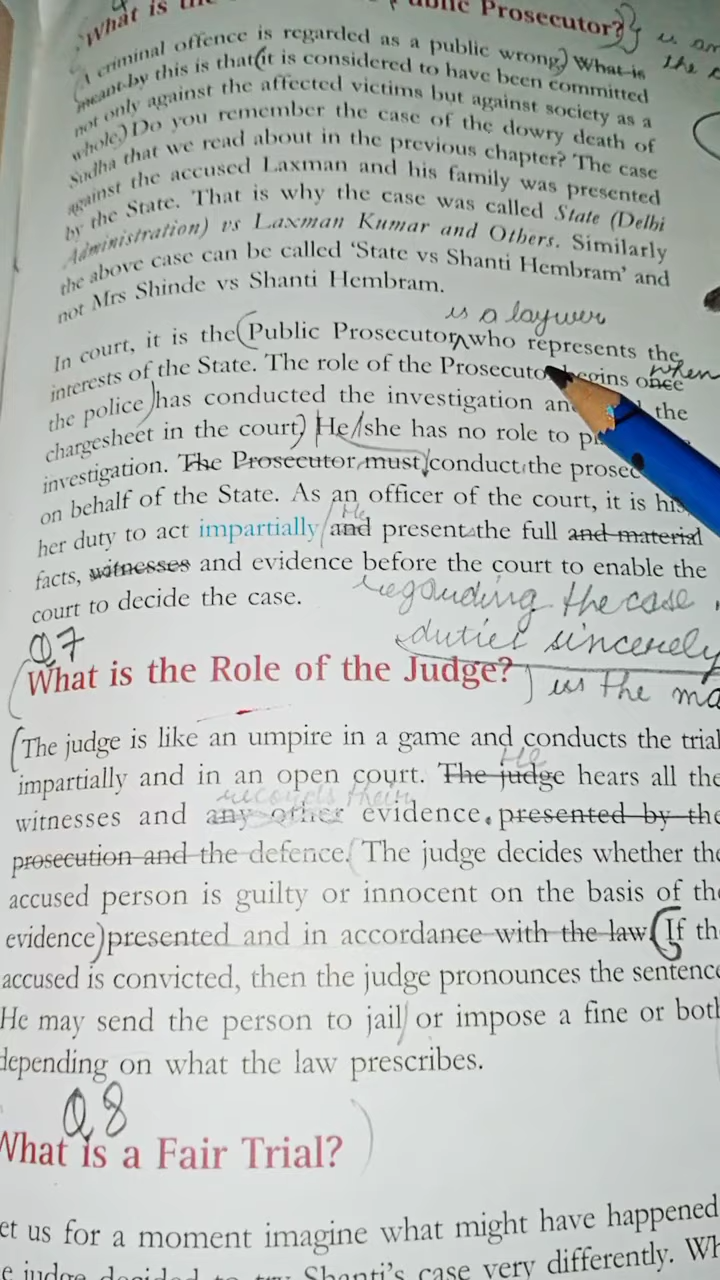 What is the Public Prosecutor?
A criminal offence is regarded as a public wrong. What is
meant by this is that it is considered to have been committed
not only against the affected victims but against society as a
whole. Do you remember the case of the dowry death of
Sudha that we read about in the previous chapter? The case
against the accused Laxman and his family was presented
by the State. That is why the case was called State (Delhi
Administration) vs Laxman Kumar and Others. Similarly
the above case can be called ‘State vs Shanti Hembram’ and
not Mrs Shinde vs Shanti Hembram.
is a laywer
In court, it is the (Public Prosecutor who represents the
when
interests of the State. The role of the Prosecuto begins once
the police) has conducted the investigation an the
chargesheet in the court) He/she has no role to
investigation. The Prosecutor must conduct the prosec
on behalf of the State. As an officer of the court, it is his
He
her duty to act impartially and present the full and material
facts, witnesses and evidence before the court to enable the
court to decide the case.
regarding the case
Q7
duties sincerely
What is the Role of the Judge?
is the ma
(The judge is like an umpire in a game and conducts the trial
He
impartially and in an open court. The judge hears all the
records their
witnesses and any other evidence. presented by the
prosecution and the defence. (The judge decides whether the
accused person is guilty or innocent on the basis of the
evidence) presented and in accordance with the law. (If th
accused is convicted, then the judge pronounces the sentence
He may send the person to jail or impose a fine or both
depending on what the law prescribes.
Q8
What is a Fair Trial?
et us for a moment imagine what might have happened
Shanti's case very differently. Wh